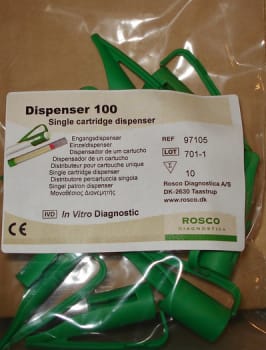 Dispenser 100
Single cartridge dispenser
Engangsdispenser
Einzeldispenser
Dispensador de um cartucho
Dispensador de un cartucho
Distributeur pour cartouche unique
Single cartridge dispenser
Distributore percartuccia singola
Singel patron dispenser
Μονοθέσιος Διανεμητής
REF 97105
LOT 701-1
Σ 10
Rosco Diagnostica A/S
DK-2630 Taastrup
www.rosco.dk
CE
IVD In Vitro Diagnostic
ROSCO
DIAGNOSTICA